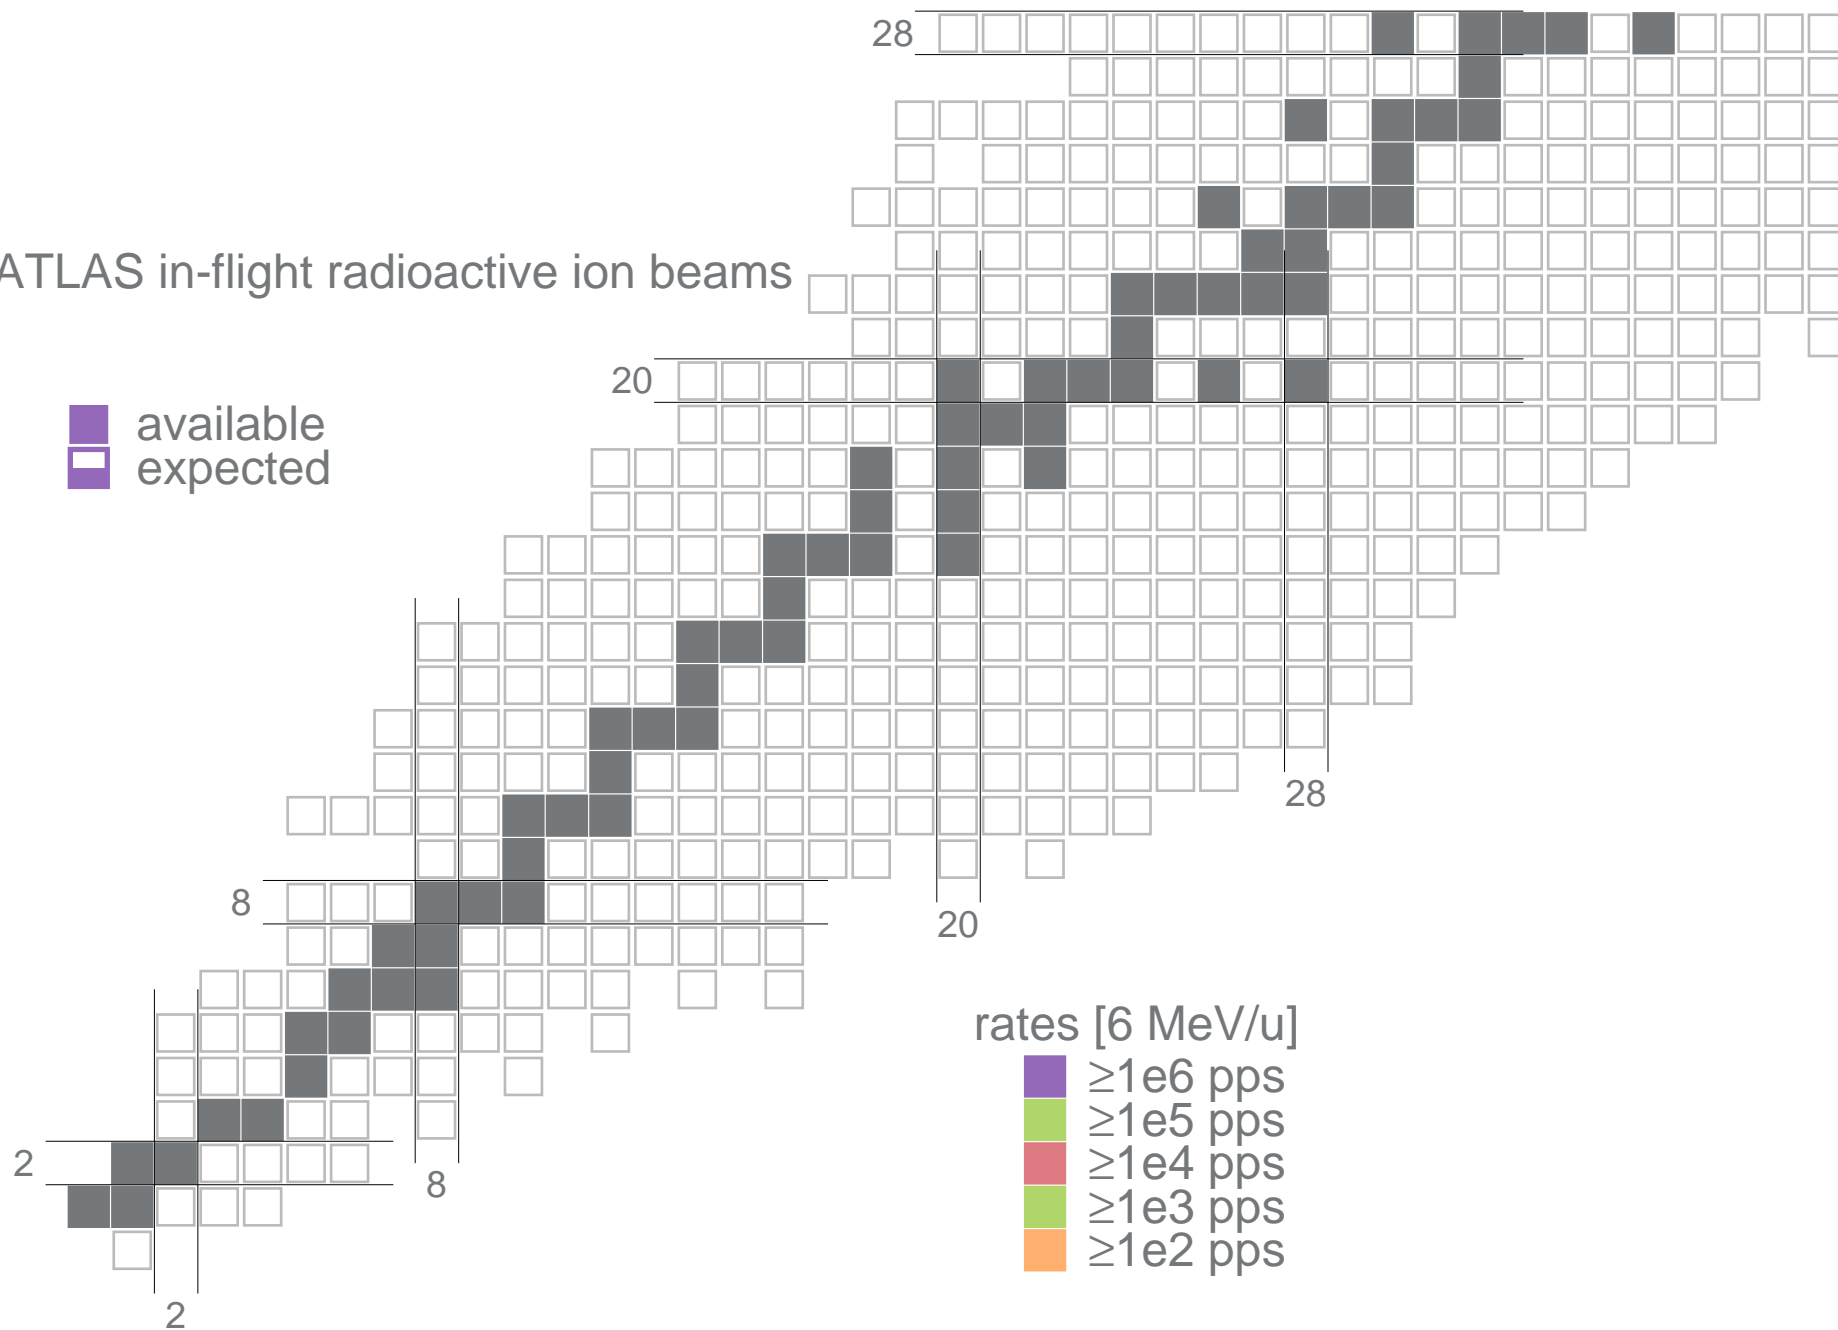 28
ATLAS in-flight radioactive ion beams
20
available
expected
28
8
20
rates [6 MeV/u]
≥1e6 pps
≥1e5 pps
2
≥1e4 pps
8
≥1e3 pps
≥1e2 pps
2